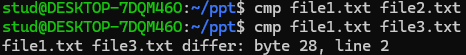 stud@DESKTOP-7DQM460:~/ppt$ cmp file1.txt file2.txt
stud@DESKTOP-7DQM460:~/ppt$ cmp file1.txt file3.txt
file1.txt file3.txt differ: byte 28, line 2